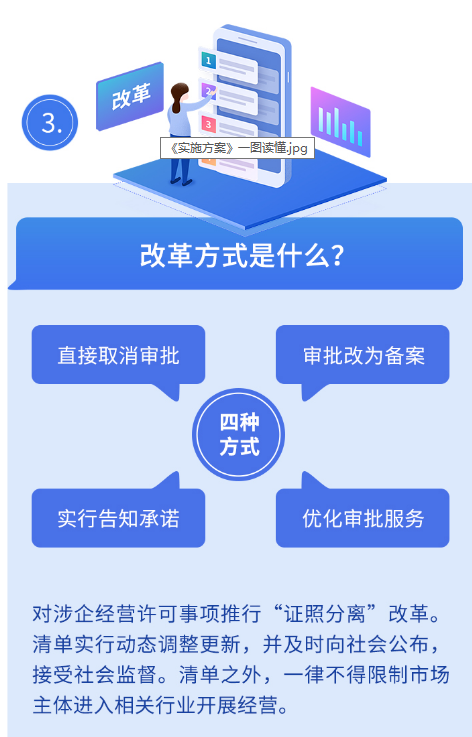 改革
1
2
3
3.
《实施方案》一图读懂.jpg
改革方式是什么？
直接取消审批
审批改为备案
四种
方式
实行告知承诺
优化审批服务
对涉企经营许可事项推行“证照分离”改革。
清单实行动态调整更新，并及时向社会公布，
接受社会监督。清单之外，一律不得限制市场
主体进入相关行业开展经营。